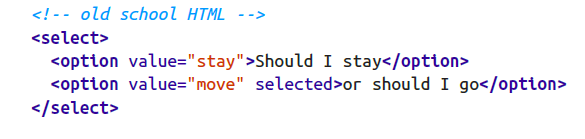 <!-- old school HTML -->
<select>
<option value="stay">Should I stay</option>
<option value="move" selected>or should I go</option>
</select>